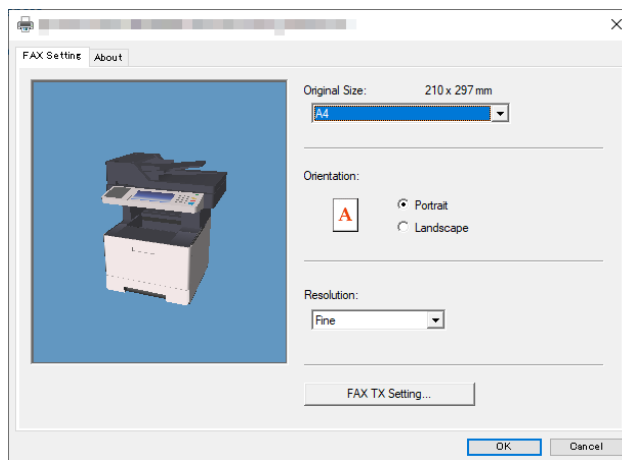 FAX Setting
About
Original Size: 210 x 297 mm
A4
Orientation:
A
Portrait
Landscape
Resolution:
Fine
FAX TX Setting...
OK
Cancel